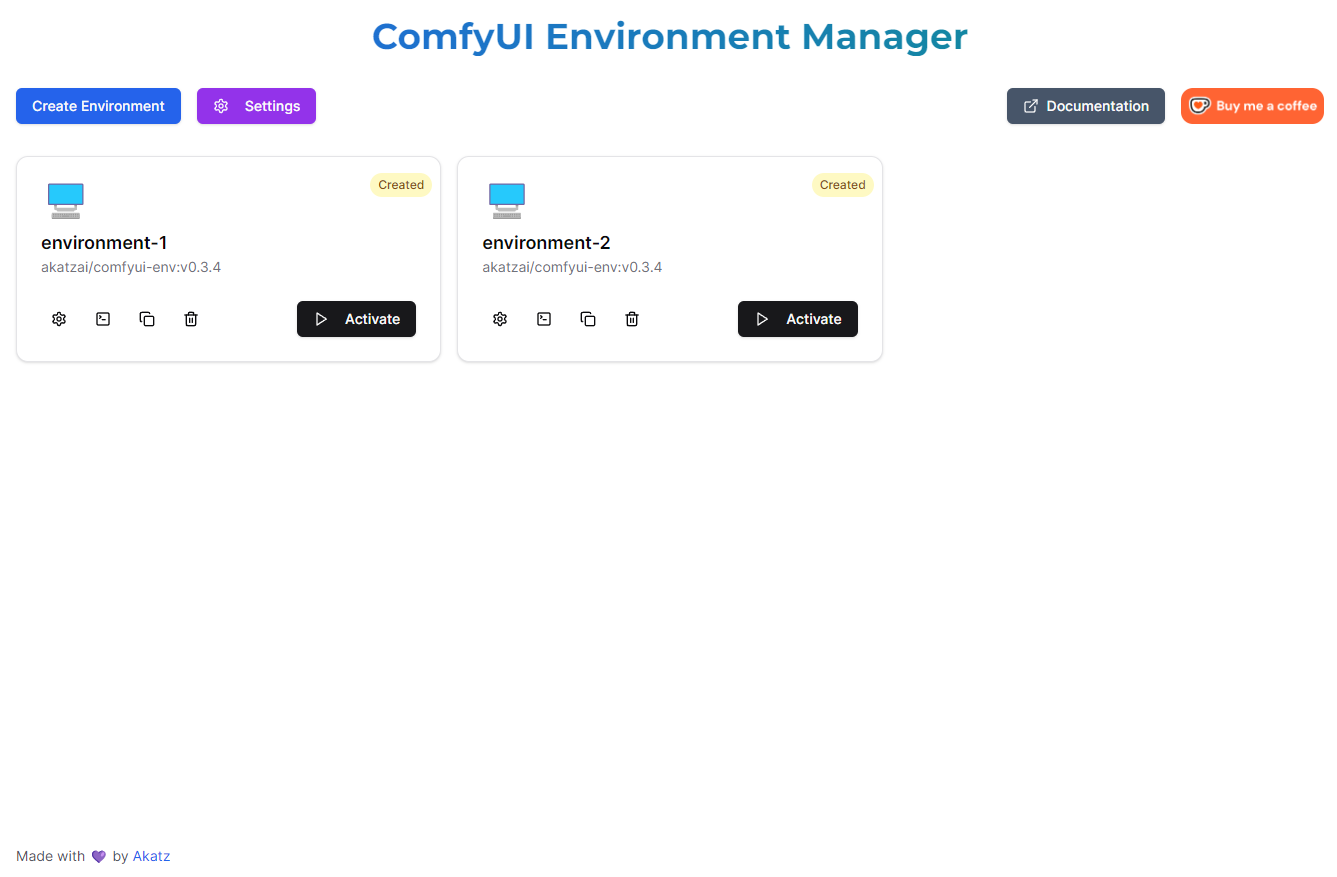 ComfyUI Environment Manager
Create Environment
Settings
Documentation
Buy me a coffee
Created
environment-1
akatzai/comfyui-env:v0.3.4
Activate
Created
environment-2
akatzai/comfyui-env:v0.3.4
Activate
Made with 💜 by Akatz